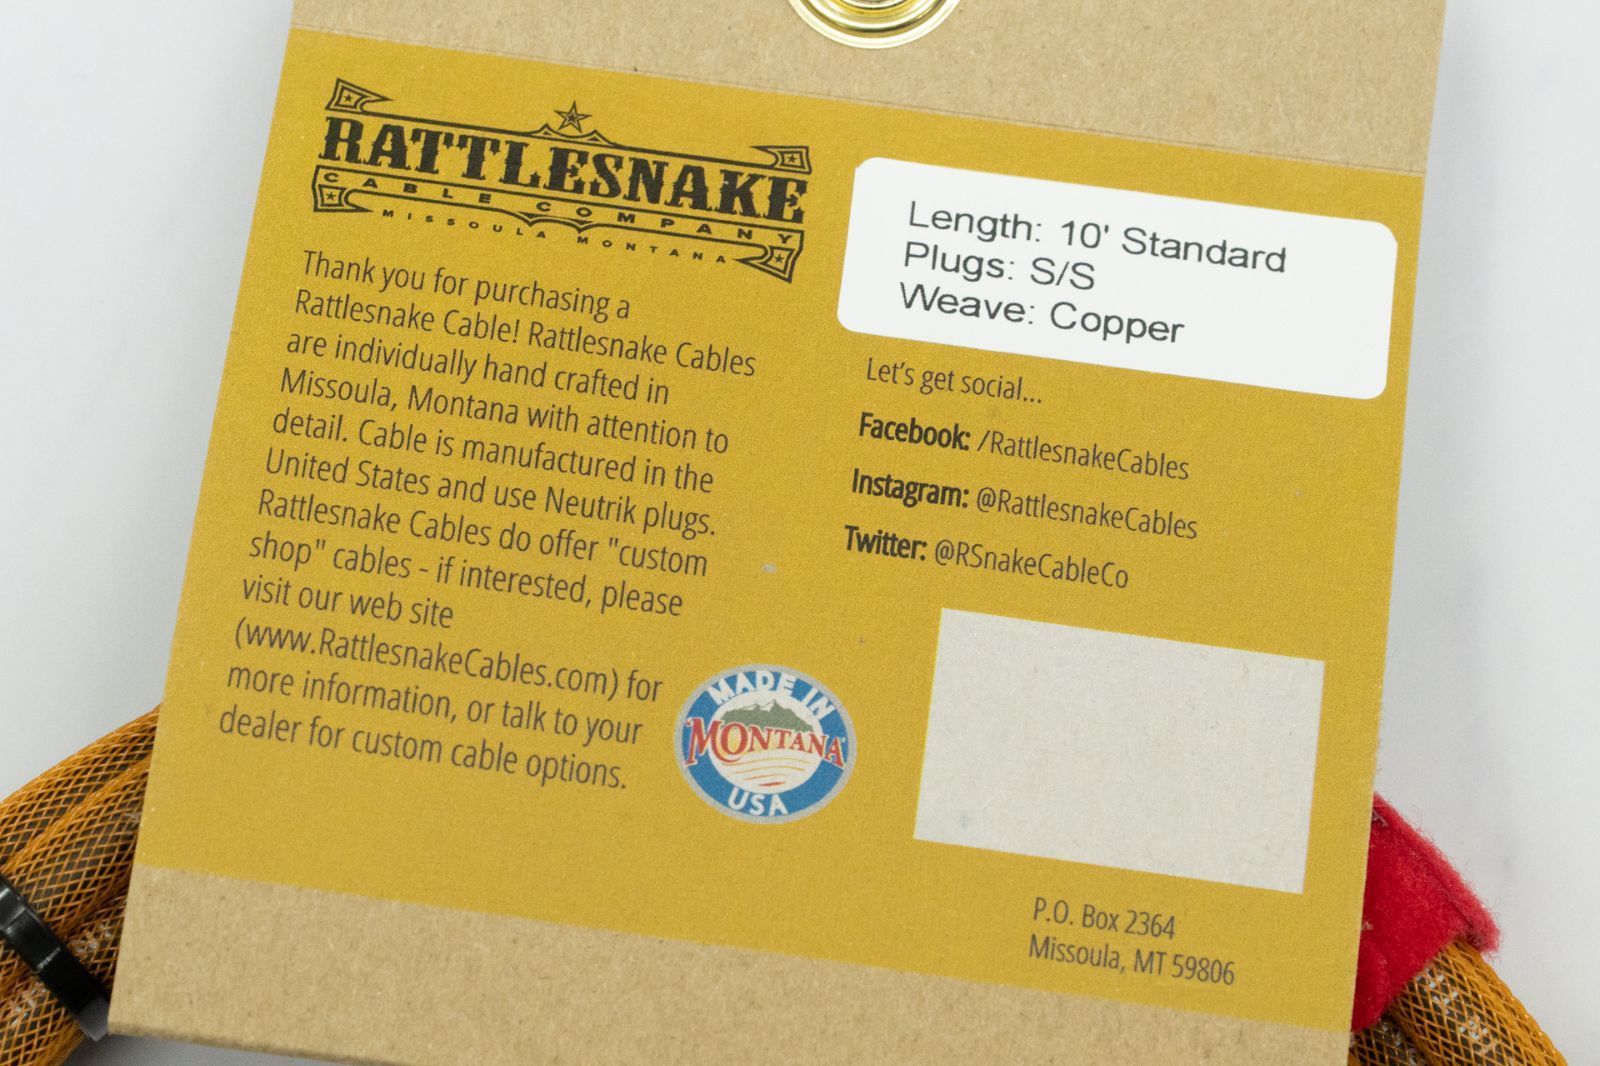 RATTLESNAKE
CABLE COMPANY
MISSOULA MONTANA
Thank you for purchasing a
Rattlesnake Cable! Rattlesnake Cables
are individually hand crafted in
Missoula, Montana with attention to
detail. Cable is manufactured in the
United States and use Neutrik plugs.
Rattlesnake Cables do offer "custom
shop" cables - if interested, please
visit our web site
(www.RattlesnakeCables.com) for
more information, or talk to your
dealer for custom cable options.
MADE IN
MONTANA
USA
Length: 10' Standard
Plugs: S/S
Weave: Copper
Let's get social...
Facebook: /RattlesnakeCables
Instagram: @RattlesnakeCables
Twitter: @RSnakeCableCo
P.O. Box 2364
Missoula, MT 59806